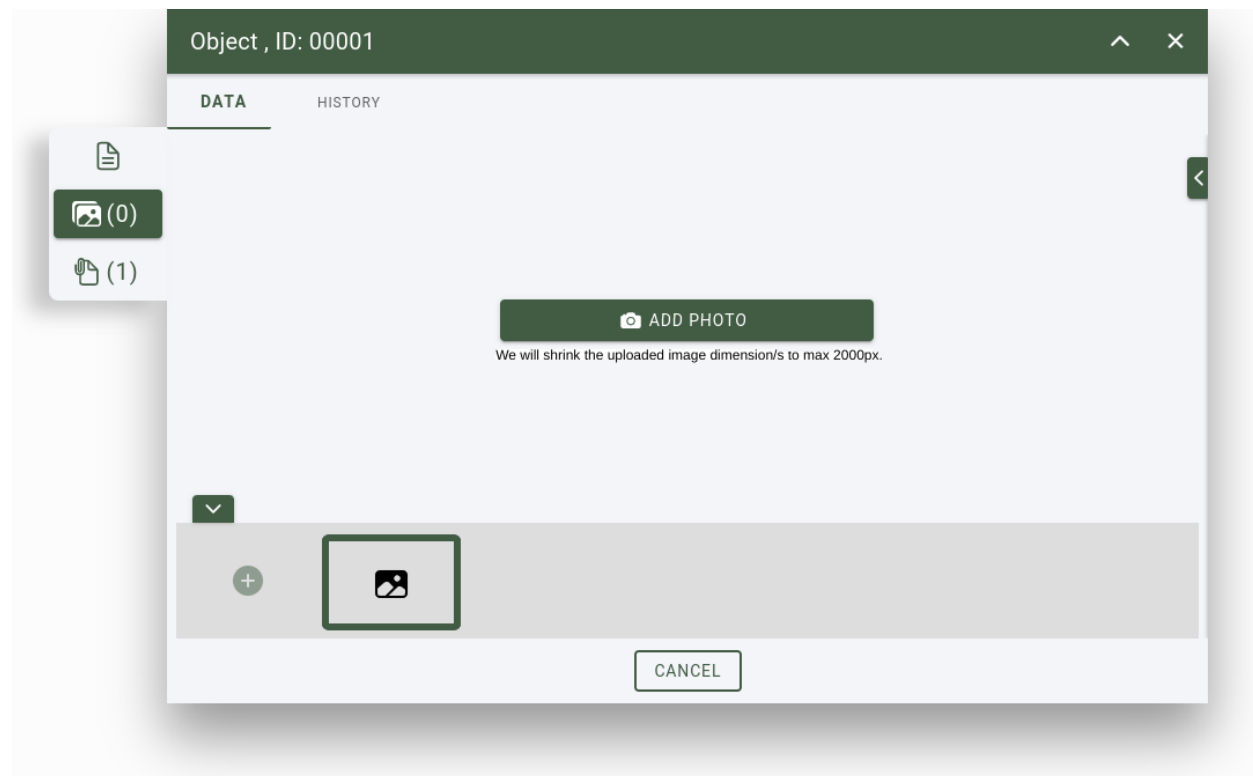 Object , ID: 00001
DATA HISTORY
(0)
(1)
ADD PHOTO
We will shrink the uploaded image dimension/s to max 2000px.
CANCEL